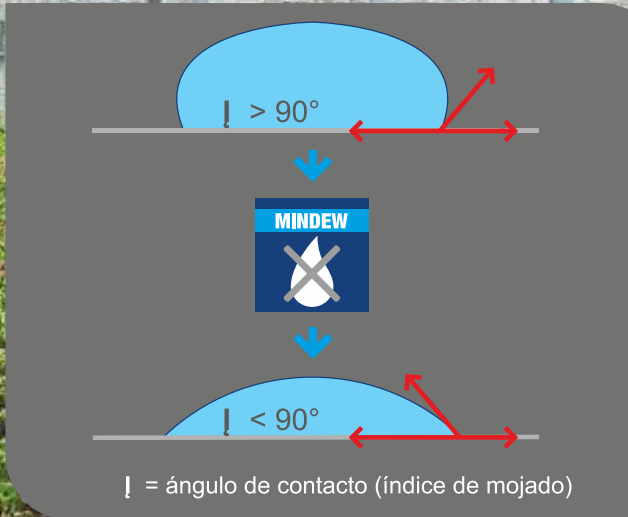 Į > 90°
MINDEW
Į < 90°
Į = ángulo de contacto (índice de mojado)